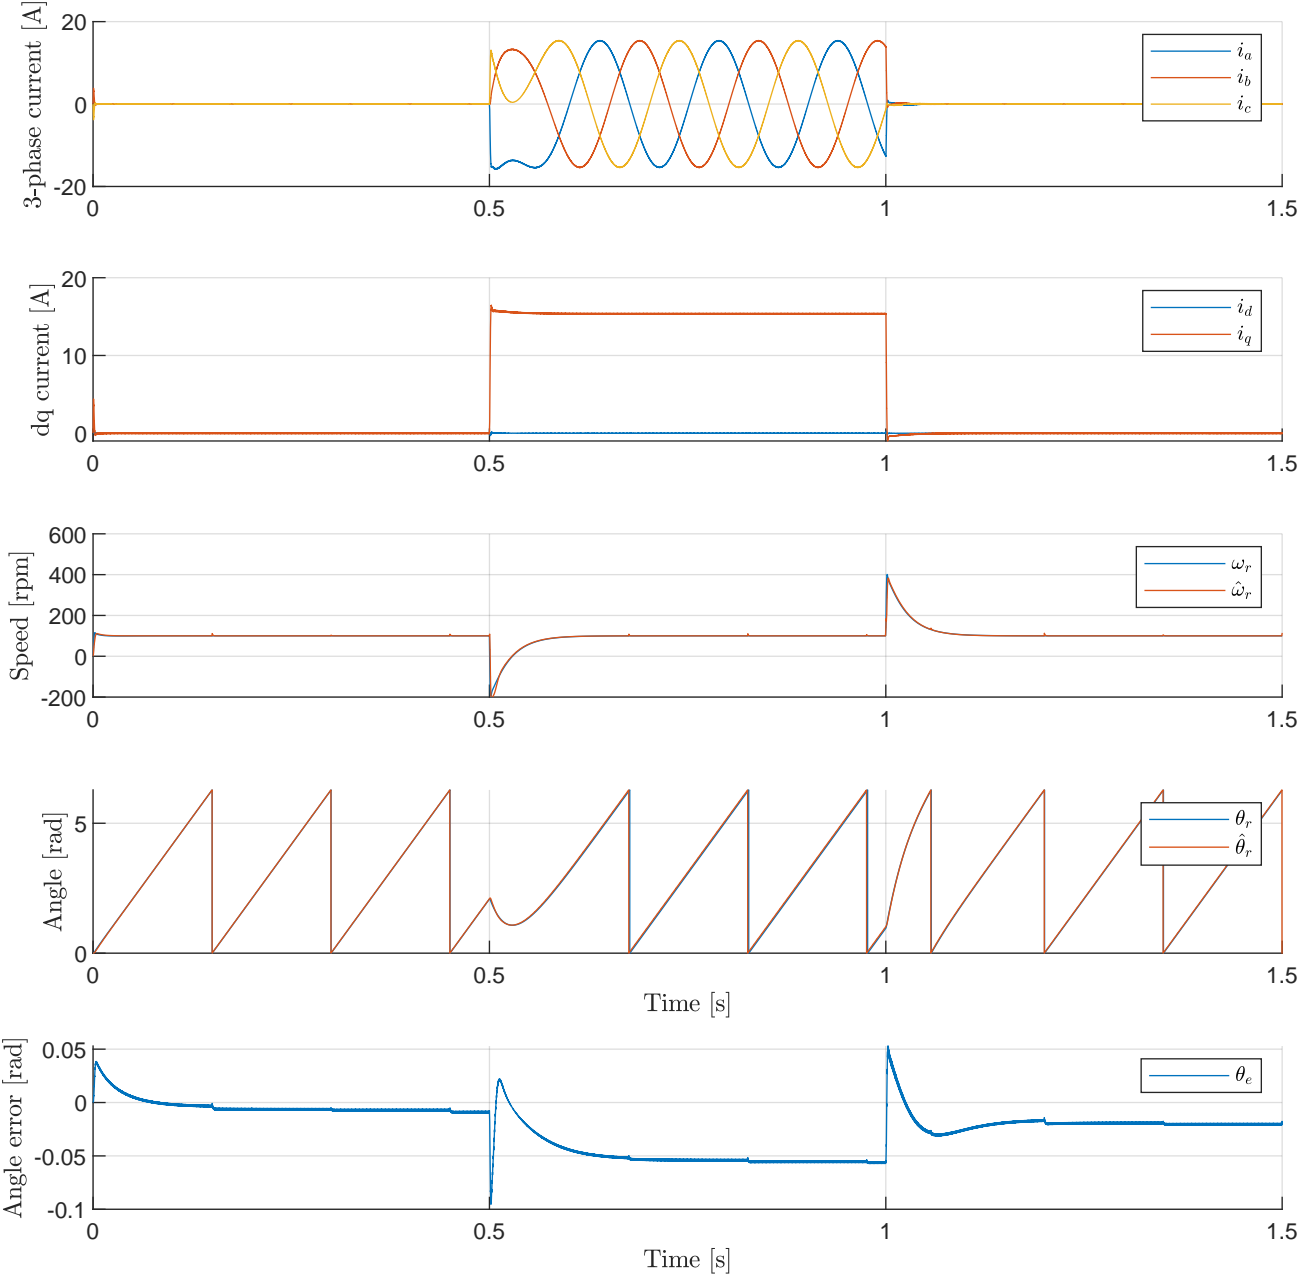 3-phase current [A]
20
0
-20
0
0.5
1
1.5
i_a
i_b
i_c
dq current [A]
20
10
0
0
0.5
1
1.5
i_d
i_q
Speed [rpm]
600
400
200
0
-200
0
0.5
1
1.5
ω_r
ω̂_r
Angle [rad]
5
0
0
0.5
1
1.5
θ_r
θ̂_r
Time [s]
Angle error [rad]
0.05
0
-0.05
-0.1
0
0.5
1
1.5
θ_e
Time [s]